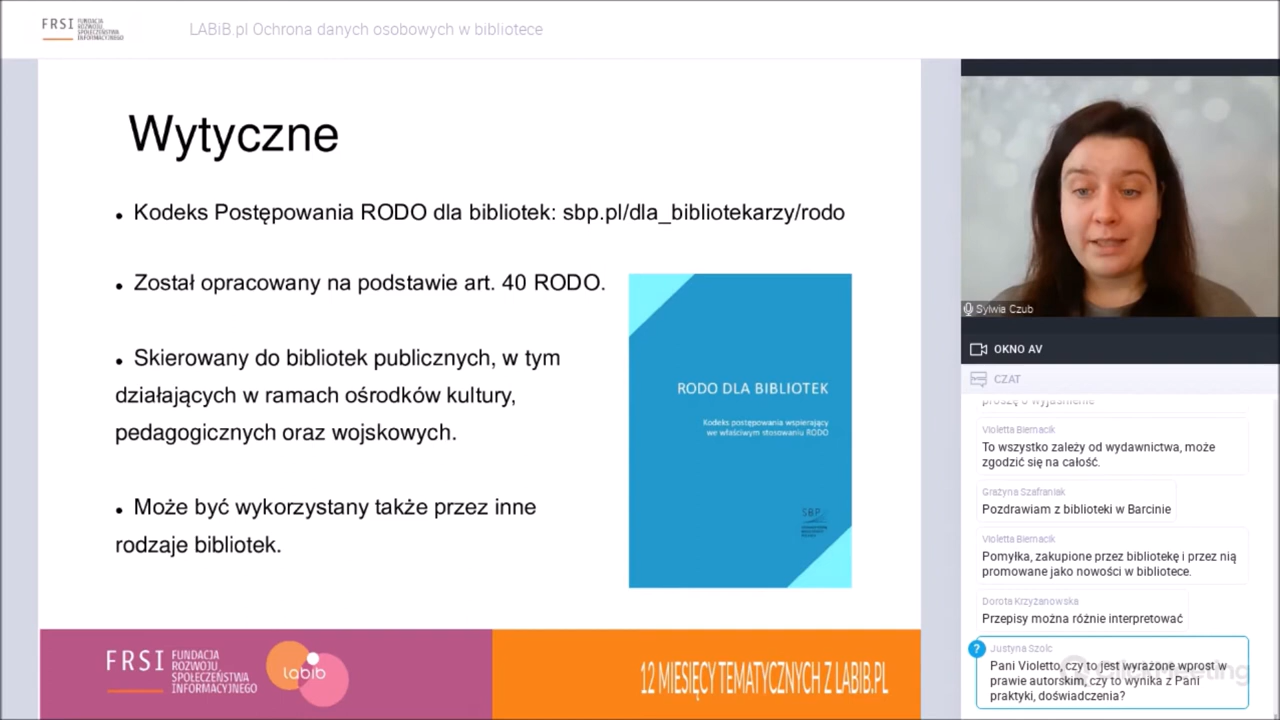 FRSI FUNDACJA
ROZWOJU
SPOŁECZEŃSTWA
INFORMACYJNEGO
LABiB.pl Ochrona danych osobowych w bibliotece
Wytyczne
• Kodeks Postępowania RODO dla bibliotek: sbp.pl/dla_bibliotekarzy/rodo
• Został opracowany na podstawie art. 40 RODO.
• Skierowany do bibliotek publicznych, w tym
działających w ramach ośrodków kultury,
pedagogicznych oraz wojskowych.
• Może być wykorzystany także przez inne
rodzaje bibliotek.
RODO DLA BIBLIOTEK
Kodeks postępowania wspierający
we właściwym stosowaniu RODO
SBP
FRSI FUNDACJA
ROZWOJU
SPOŁECZEŃSTWA
INFORMACYJNEGO
labib
12 MIESIĘCY TEMATYCZNYCH Z LABIB.PL
Sylwia Czub
OKNO AV
CZAT
proszę o wyjaśnienie
Violetta Biernacik
To wszystko zależy od wydawnictwa, może
zgodzić się na całość.
Grażyna Szafraniak
Pozdrawiam z biblioteki w Barcinie
Violetta Biernacik
Pomyłka, zakupione przez bibliotekę i przez nią
promowane jako nowości w bibliotece.
Dorota Krzyżanowska
Przepisy można różnie interpretować
?
Justyna Szolc
Pani Violetto, czy to jest wyrażone wprost w
prawie autorskim, czy to wynika z Pani
praktyki, doświadczenia?
ClickMeeting